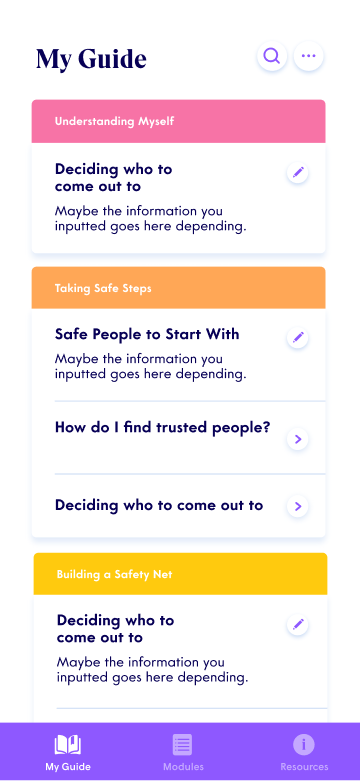 My Guide
Understanding Myself
Deciding who to
come out to
Maybe the information you
inputted goes here depending.
Taking Safe Steps
Safe People to Start With
Maybe the information you
inputted goes here depending.
How do I find trusted people?
Deciding who to come out to
Building a Safety Net
Deciding who to
come out to
Maybe the information you
inputted goes here depending.
My Guide
Modules
Resources